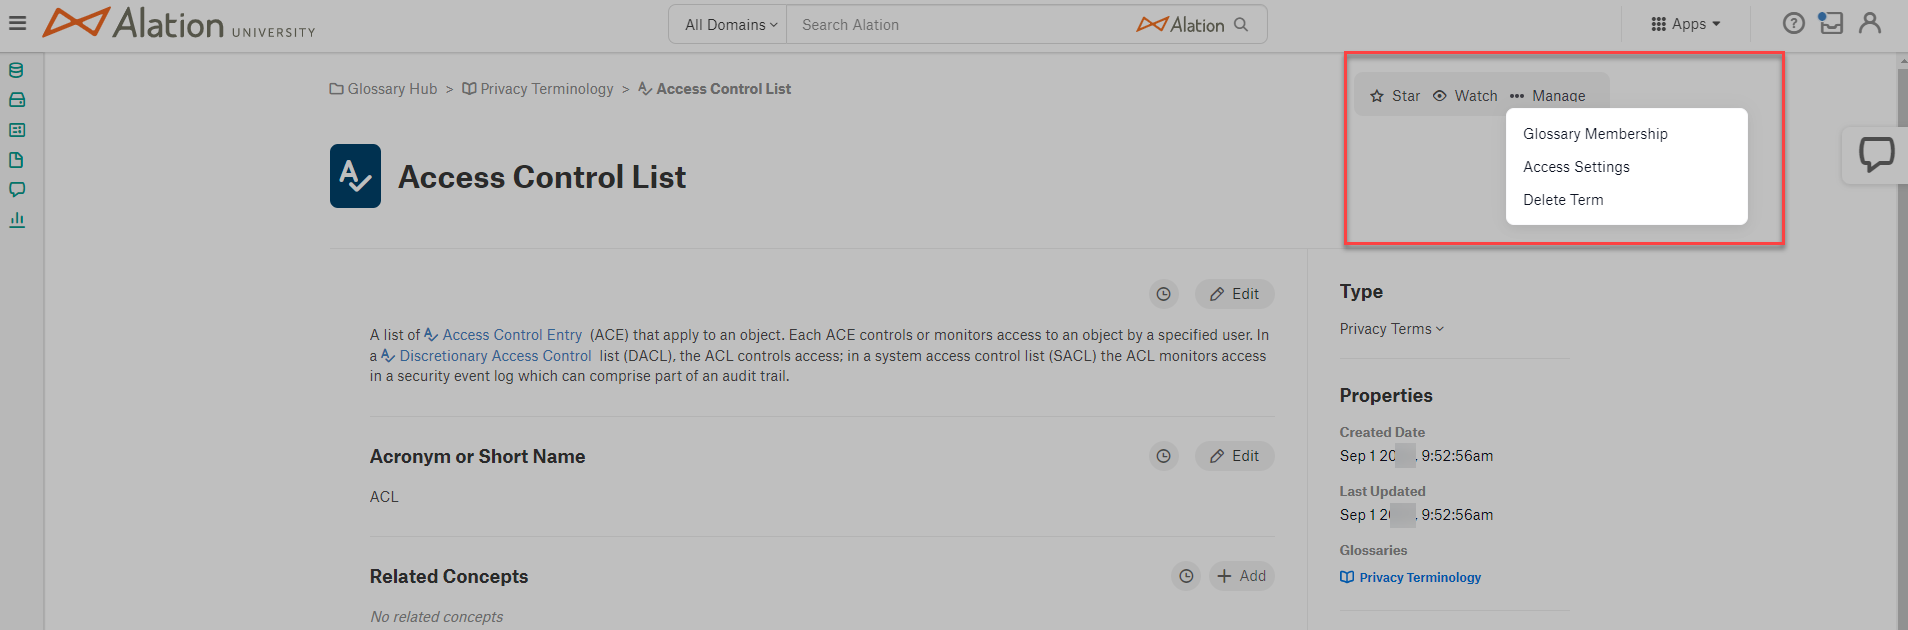 Alation UNIVERSITY
All Domains
Search Alation
Alation
Apps
Glossary Hub > Privacy Terminology > Access Control List
Star Watch Manage
Glossary Membership
Access Settings
Delete Term
Access Control List
Edit
A list of Access Control Entry (ACE) that apply to an object. Each ACE controls or monitors access to an object by a specified user. In
a Discretionary Access Control list (DACL), the ACL controls access; in a system access control list (SACL) the ACL monitors access
in a security event log which can comprise part of an audit trail.
Acronym or Short Name
Edit
ACL
Related Concepts
Add
No related concepts
Type
Privacy Terms
Properties
Created Date
Sep 1 20 , 9:52:56am
Last Updated
Sep 1 2 , 9:52:56am
Glossaries
Privacy Terminology